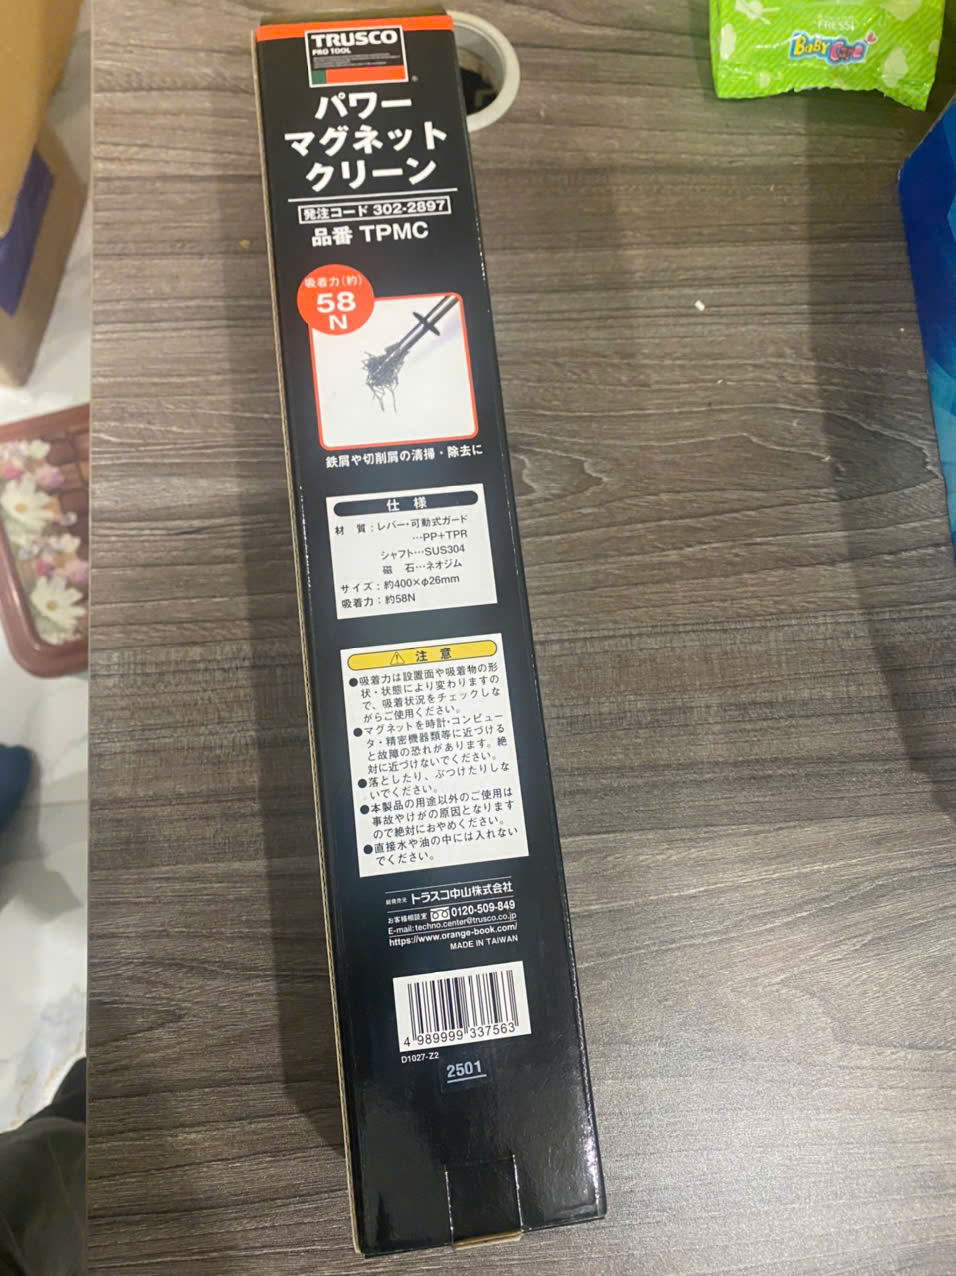 TRUSCO
PRO TOOL
パワー
マグネット
クリーン
発注コード 302-2897
品番 TPMC
吸着力(約)
58
N
鉄屑や切削屑の清掃・除去に
仕様
材 質：レバー・可動式ガード
…PP+TPR
シャフト…SUS304
磁 石…ネオジム
サイズ：約400×φ26mm
吸着力：約58N
⚠ 注意
●吸着力は設置面や吸着物の形
状・状態により変わりますの
で、吸着状況をチェックしな
がらご使用ください。
●マグネットを時計・コンピュー
タ・精密機器類等に近づける
と故障の恐れがあります。絶
対に近づけないでください。
●落としたり、ぶつけたりしな
いでください。
●本製品の用途以外のご使用は
事故やけがの原因となります
ので絶対におやめください。
●直接水や油の中には入れない
でください。
トラスコ中山株式会社
お客様相談室 0120-509-849
E-mail:techno.center@trusco.co.jp
https://www.orange-book.com/
MADE IN TAIWAN
4 989999 337563
D1027-Z2
2501
FRESSI
Baby Care